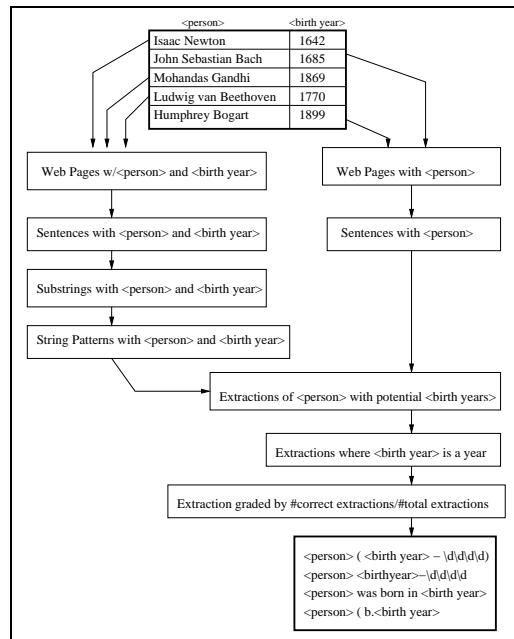 <person> <birth year>
Isaac Newton 1642
John Sebastian Bach 1685
Mohandas Gandhi 1869
Ludwig van Beethoven 1770
Humphrey Bogart 1899
Web Pages w/<person> and <birth year>
Web Pages with <person>
Sentences with <person> and <birth year>
Sentences with <person>
Substrings with <person> and <birth year>
String Patterns with <person> and <birth year>
Extractions of <person> with potential <birth years>
Extractions where <birth year> is a year
Extraction graded by #correct extractions/#total extractions
<person> ( <birth year> – \d\d\d\d)
<person> <birthyear>–\d\d\d\d
<person> was born in <birth year>
<person> ( b.<birth year>